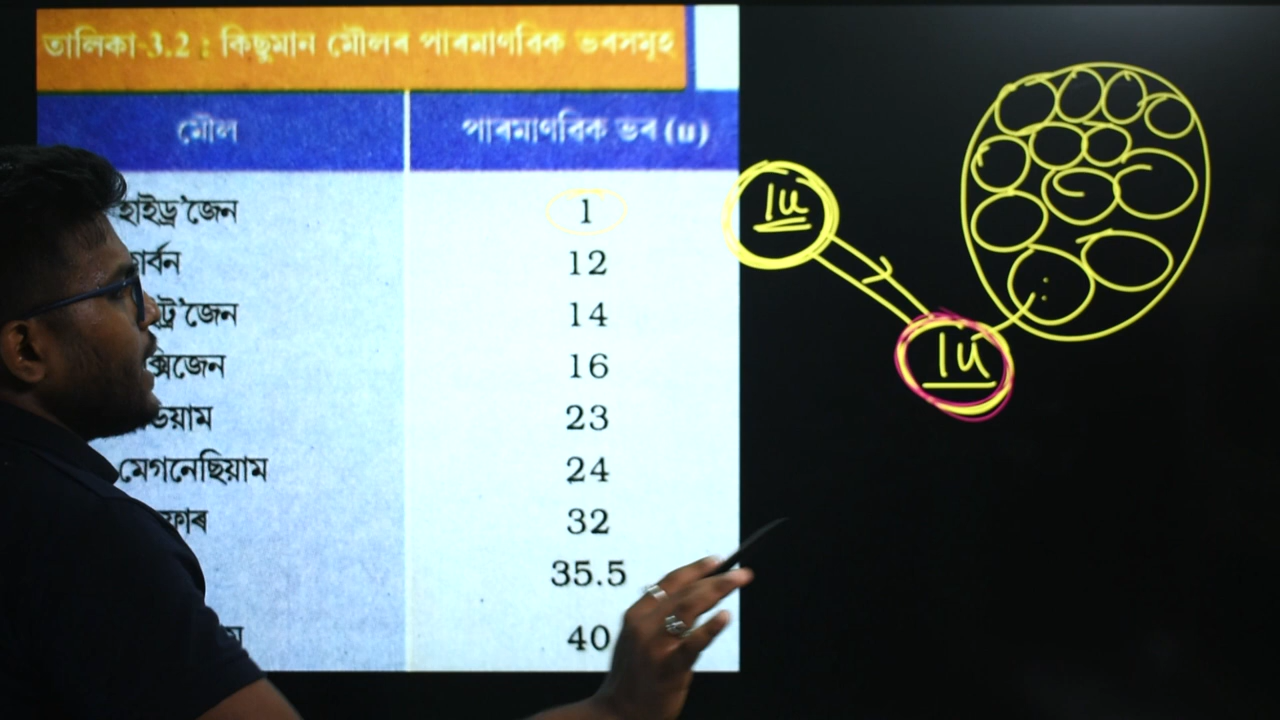 তালিকা-3.2 : কিছুমান মৌলৰ পাৰমাণৱিক ভৰসমূহ
মৌল পাৰমাণৱিক ভৰ (u)
হাইড্ৰ'জেন 1
12
14
16
23
মেগনেছিয়াম 24
32
35.5
40
1u
1u